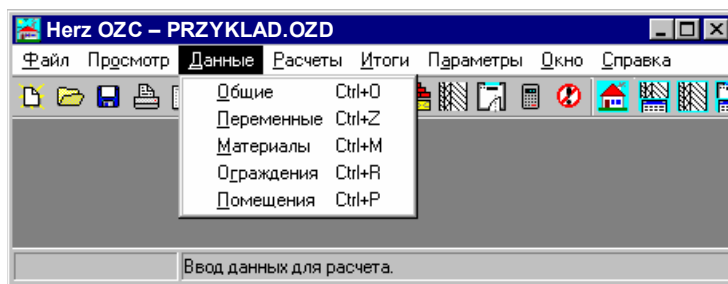 Herz OZC – PRZYKLAD.OZD
Файл Просмотр Данные Расчеты Итоги Параметры Окно Справка
Общие Ctrl+O
Переменные Ctrl+Z
Материалы Ctrl+M
Ограждения Ctrl+R
Помещения Ctrl+P
Ввод данных для расчета.